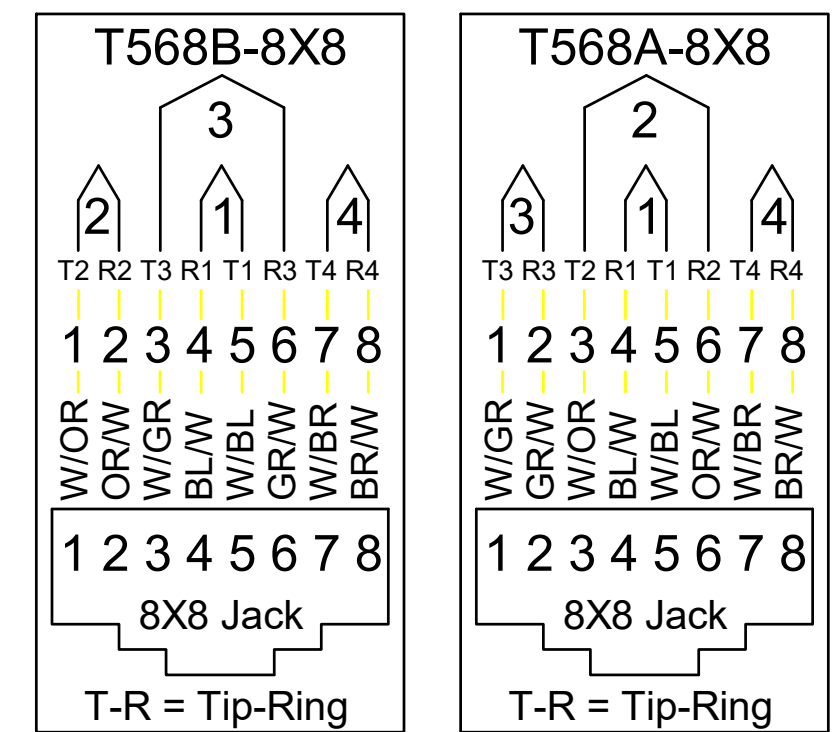 T568B-8X8
3
2 1 4
T2 R2 T3 R1 T1 R3 T4 R4
1 2 3 4 5 6 7 8
W/OR OR/W W/GR BL/W W/BL GR/W W/BR BR/W
1 2 3 4 5 6 7 8
8X8 Jack
T-R = Tip-Ring
T568A-8X8
2
3 1 4
T3 R3 T2 R1 T1 R2 T4 R4
1 2 3 4 5 6 7 8
W/GR GR/W W/OR BL/W W/BL OR/W W/BR BR/W
1 2 3 4 5 6 7 8
8X8 Jack
T-R = Tip-Ring